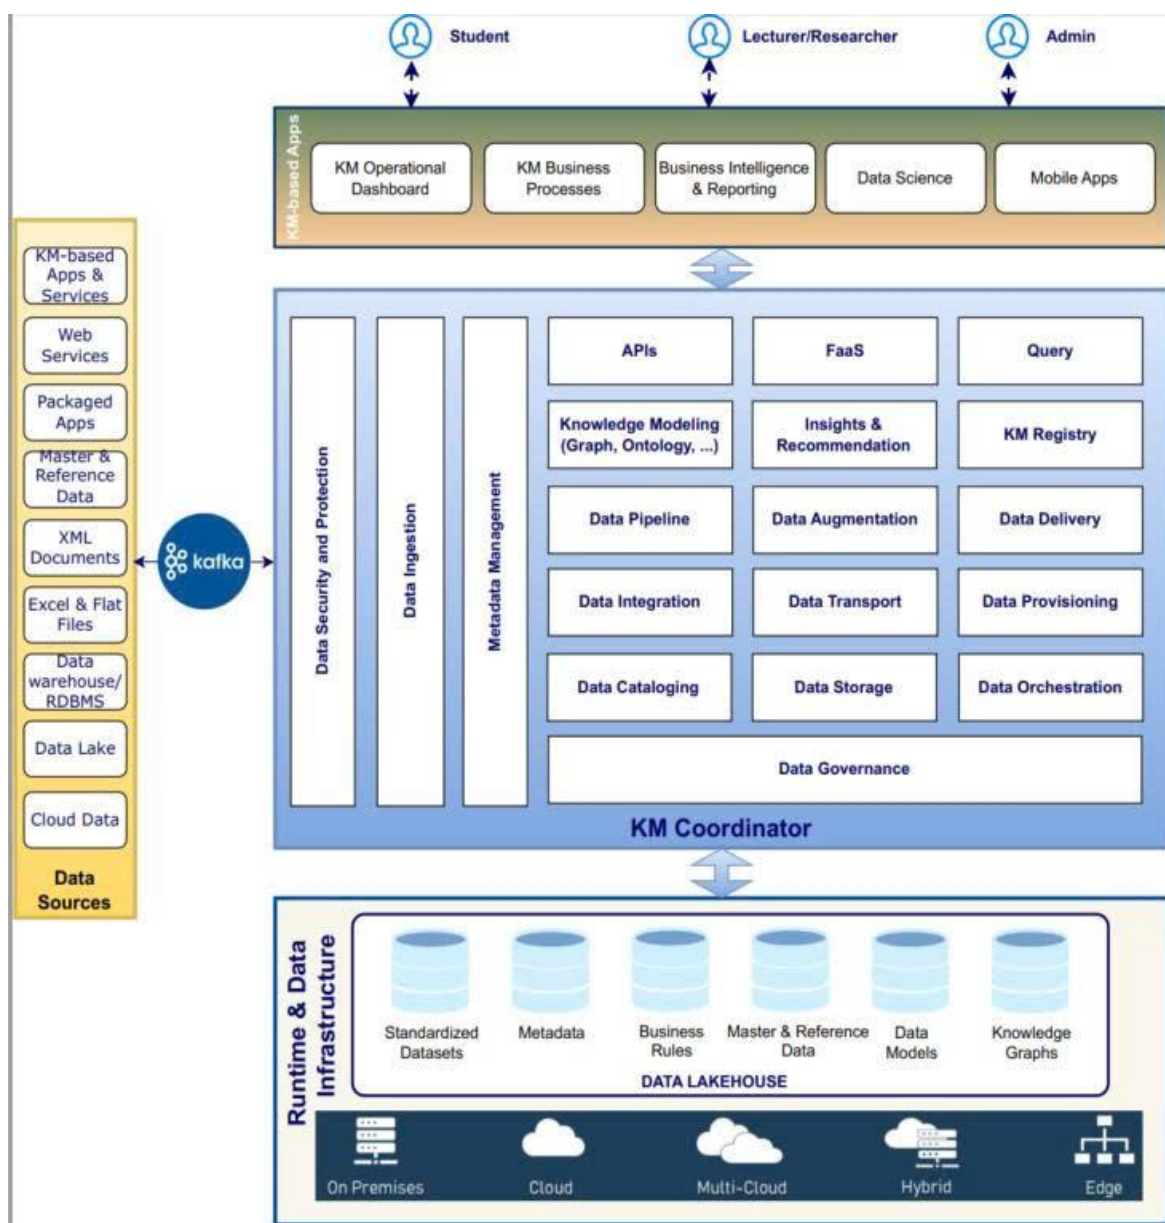 Student
Lecturer/Researcher
Admin
KM-based Apps
KM Operational
Dashboard
KM Business
Processes
Business Intelligence
& Reporting
Data Science
Mobile Apps
KM-based
Apps &
Services
Web
Services
Packaged
Apps
Master &
Reference
Data
XML
Documents
Excel & Flat
Files
Data
warehouse/
RDBMS
Data Lake
Cloud Data
Data
Sources
kafka
Data Security and Protection
Data Ingestion
Metadata Management
APIs
FaaS
Query
Knowledge Modeling
(Graph, Ontology, ...)
Insights &
Recommendation
KM Registry
Data Pipeline
Data Augmentation
Data Delivery
Data Integration
Data Transport
Data Provisioning
Data Cataloging
Data Storage
Data Orchestration
Data Governance
KM Coordinator
Runtime & Data
Infrastructure
Standardized
Datasets
Metadata
Business
Rules
Master & Reference
Data
Data
Models
Knowledge
Graphs
DATA LAKEHOUSE
On Premises
Cloud
Multi-Cloud
Hybrid
Edge